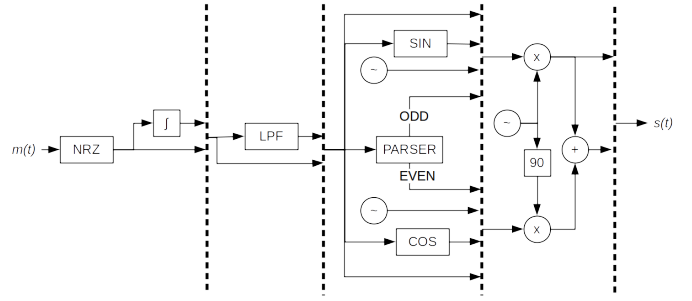 SIN
x
~
∫
ODD
LPF
~
m(t)
NRZ
PARSER
90
+
s(t)
EVEN
~
COS
x